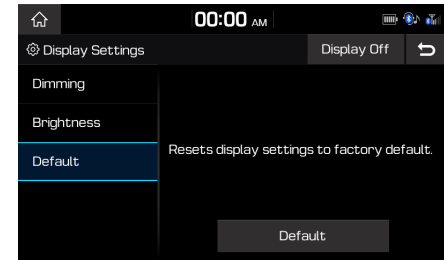 00:00 AM
Display Settings
Display Off
Dimming
Brightness
Default
Resets display settings to factory default.
Default